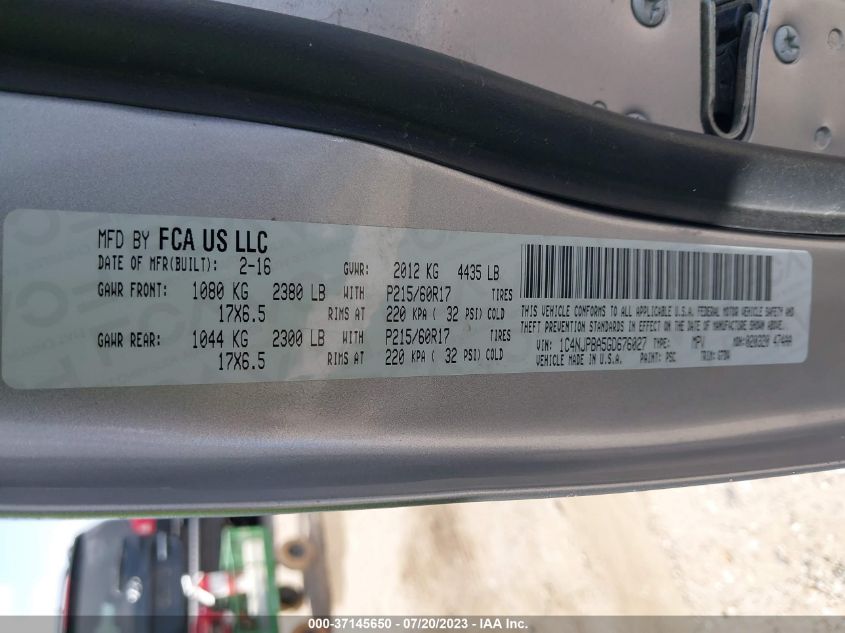 MFD BY FCA US LLC
DATE OF MFR(BUILT): 2-16 GVWR: 2012 KG 4435 LB
GAWR FRONT: 1080 KG 2380 LB WITH P215/60R17 TIRES
17X6.5 RIMS AT 220 KPA ( 32 PSI) COLD
GAWR REAR: 1044 KG 2300 LB WITH P215/60R17 TIRES
17X6.5 RIMS AT 220 KPA ( 32 PSI) COLD
THIS VEHICLE CONFORMS TO ALL APPLICABLE U.S.A. FEDERAL MOTOR VEHICLE SAFETY AND
THEFT PREVENTION STANDARDS IN EFFECT ON THE DATE OF MANUFACTURE SHOWN ABOVE.
VIN: 1C4NJPBA5GD676027 TYPE: MPV MDH:020320 474AA
VEHICLE MADE IN U.S.A. PAINT: PSC TRIM:
000-37145650 - 07/20/2023 - IAA Inc.